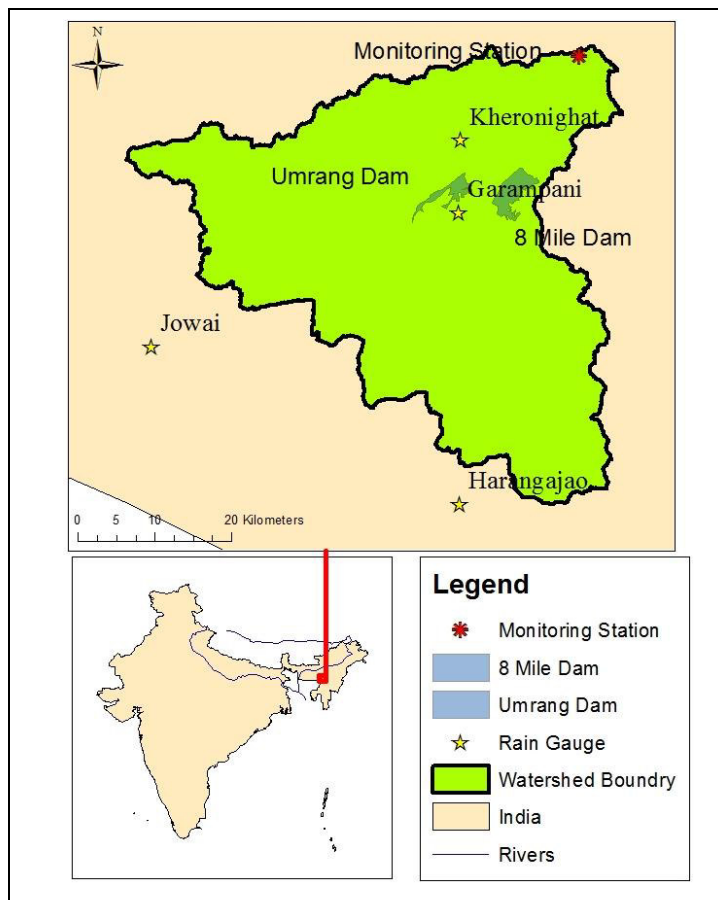 N
Monitoring Station
Kheronighat
Umrang Dam
Garampani
8 Mile Dam
Jowai
Harangajao
0 5 10 20 Kilometers
Legend
Monitoring Station
8 Mile Dam
Umrang Dam
Rain Gauge
Watershed Boundry
India
Rivers